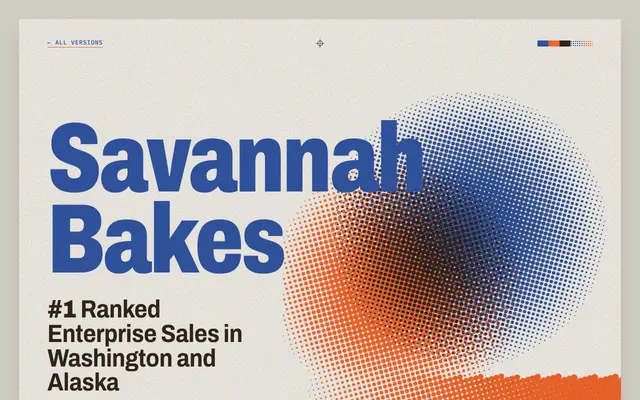 ← ALL VERSIONS
Savannah
Bakes
#1 Ranked
Enterprise Sales in
Washington and
Alaska